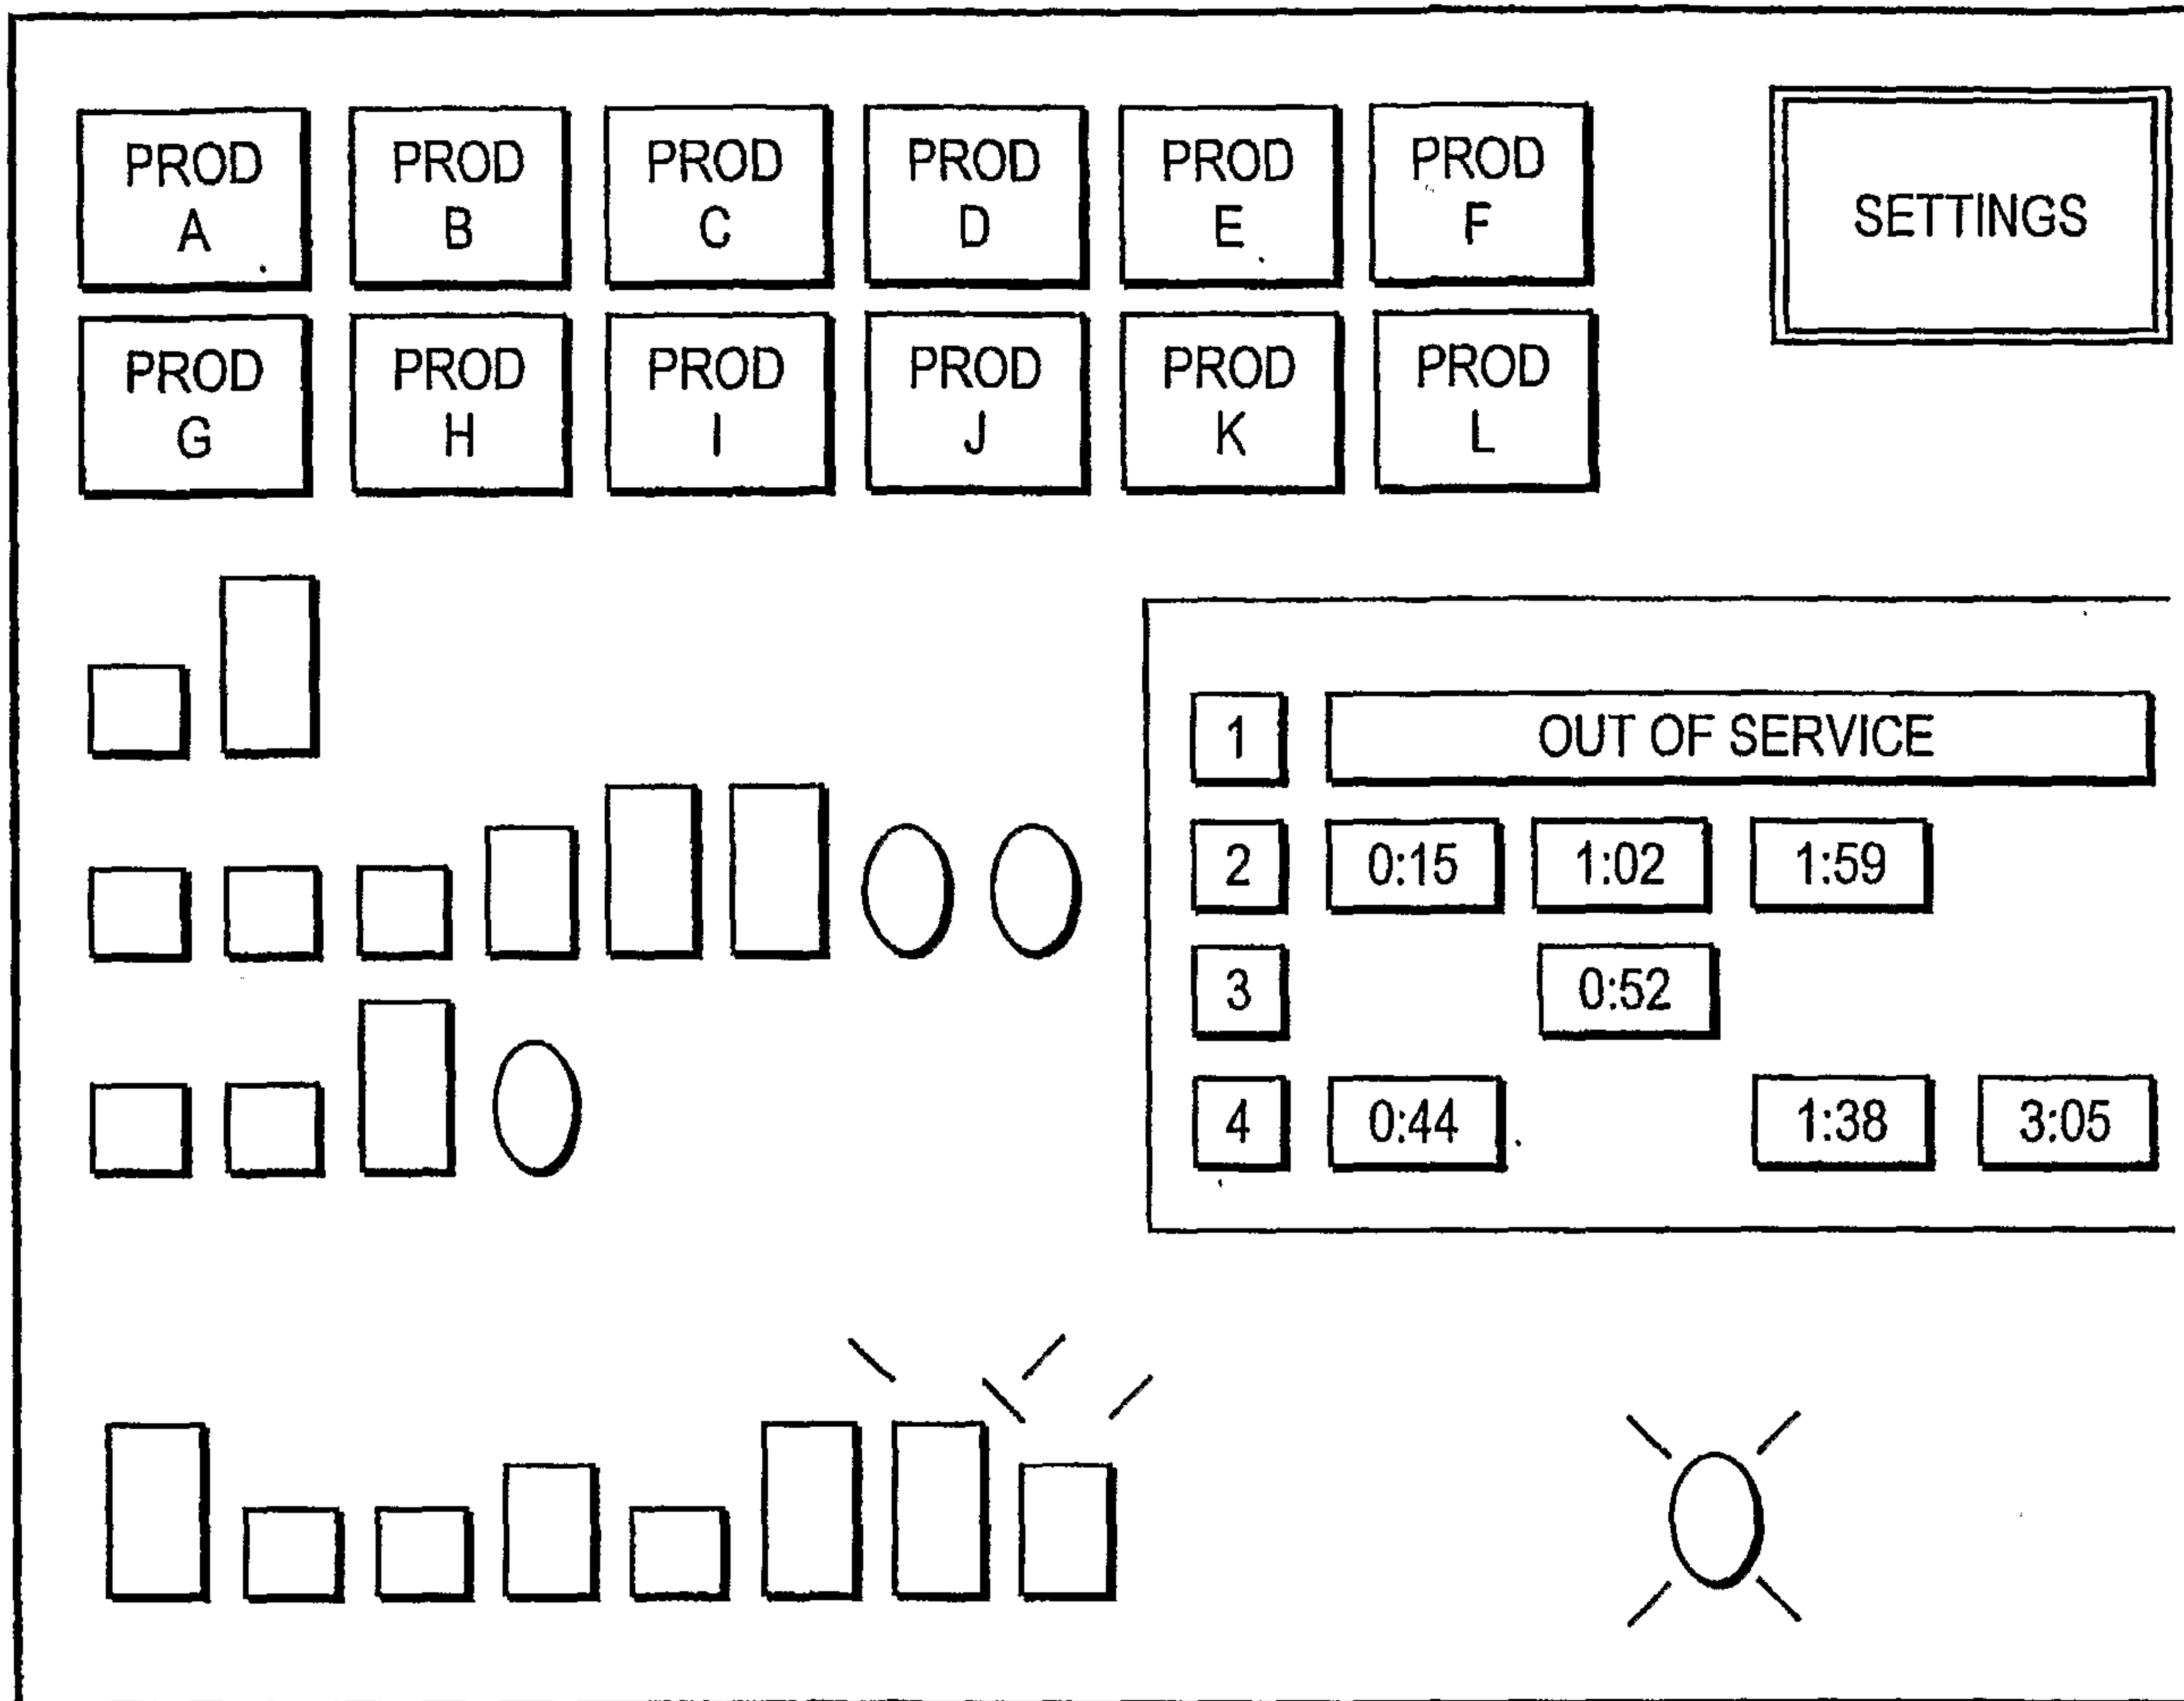 PROD PROD PROD PROD PROD PROD
A B C D E F
SETTINGS
PROD PROD PROD PROD PROD PROD
G H I J K L
1 OUT OF SERVICE
2 0:15 1:02 1:59
3 0:52
4 0:44 1:38 3:05